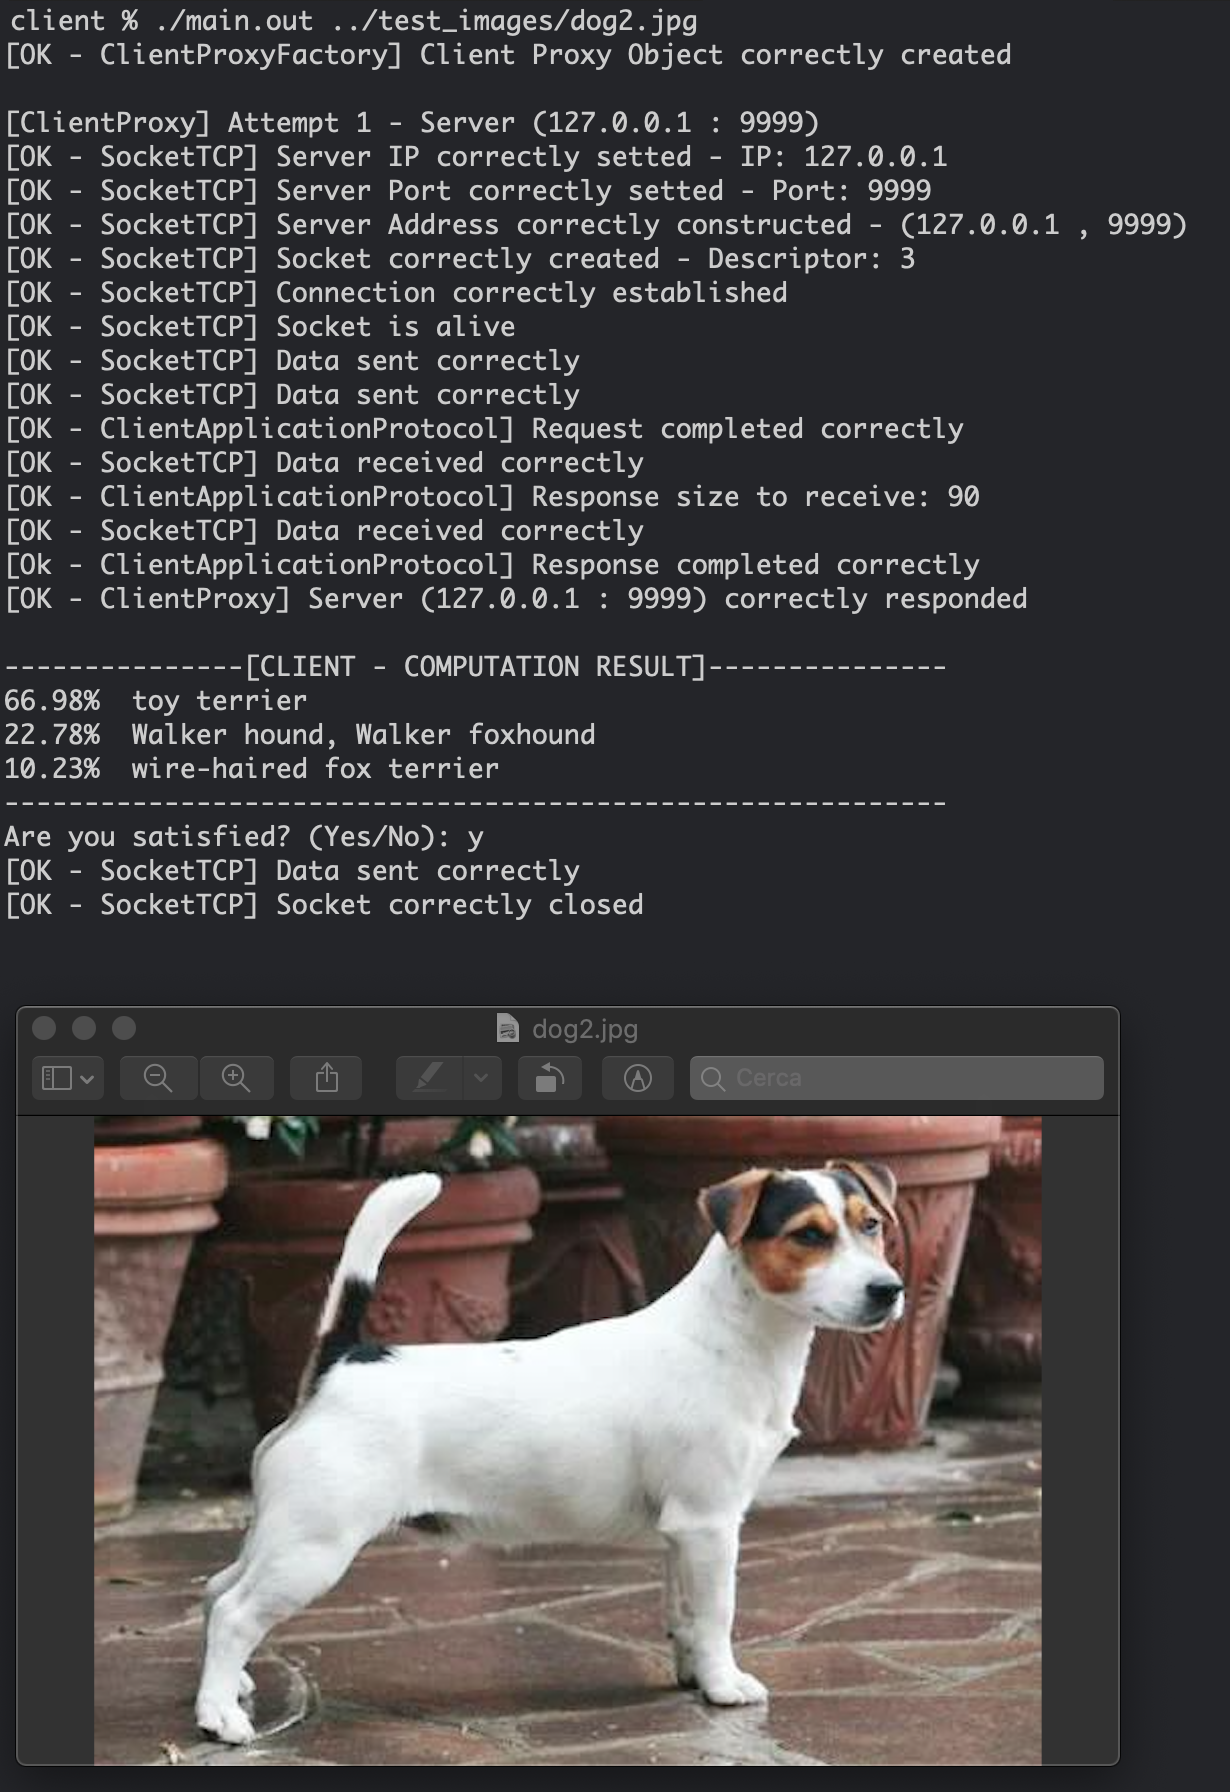 client % ./main.out ../test_images/dog2.jpg
[OK - ClientProxyFactory] Client Proxy Object correctly created
[ClientProxy] Attempt 1 - Server (127.0.0.1 : 9999)
[OK - SocketTCP] Server IP correctly setted - IP: 127.0.0.1
[OK - SocketTCP] Server Port correctly setted - Port: 9999
[OK - SocketTCP] Server Address correctly constructed - (127.0.0.1 , 9999)
[OK - SocketTCP] Socket correctly created - Descriptor: 3
[OK - SocketTCP] Connection correctly established
[OK - SocketTCP] Socket is alive
[OK - SocketTCP] Data sent correctly
[OK - SocketTCP] Data sent correctly
[OK - ClientApplicationProtocol] Request completed correctly
[OK - SocketTCP] Data received correctly
[OK - ClientApplicationProtocol] Response size to receive: 90
[OK - SocketTCP] Data received correctly
[Ok - ClientApplicationProtocol] Response completed correctly
[OK - ClientProxy] Server (127.0.0.1 : 9999) correctly responded
---------------[CLIENT - COMPUTATION RESULT]---------------
66.98%  toy terrier
22.78%  Walker hound, Walker foxhound
10.23%  wire-haired fox terrier
-----------------------------------------------------------
Are you satisfied? (Yes/No): y
[OK - SocketTCP] Data sent correctly
[OK - SocketTCP] Socket correctly closed
dog2.jpg
Cerca